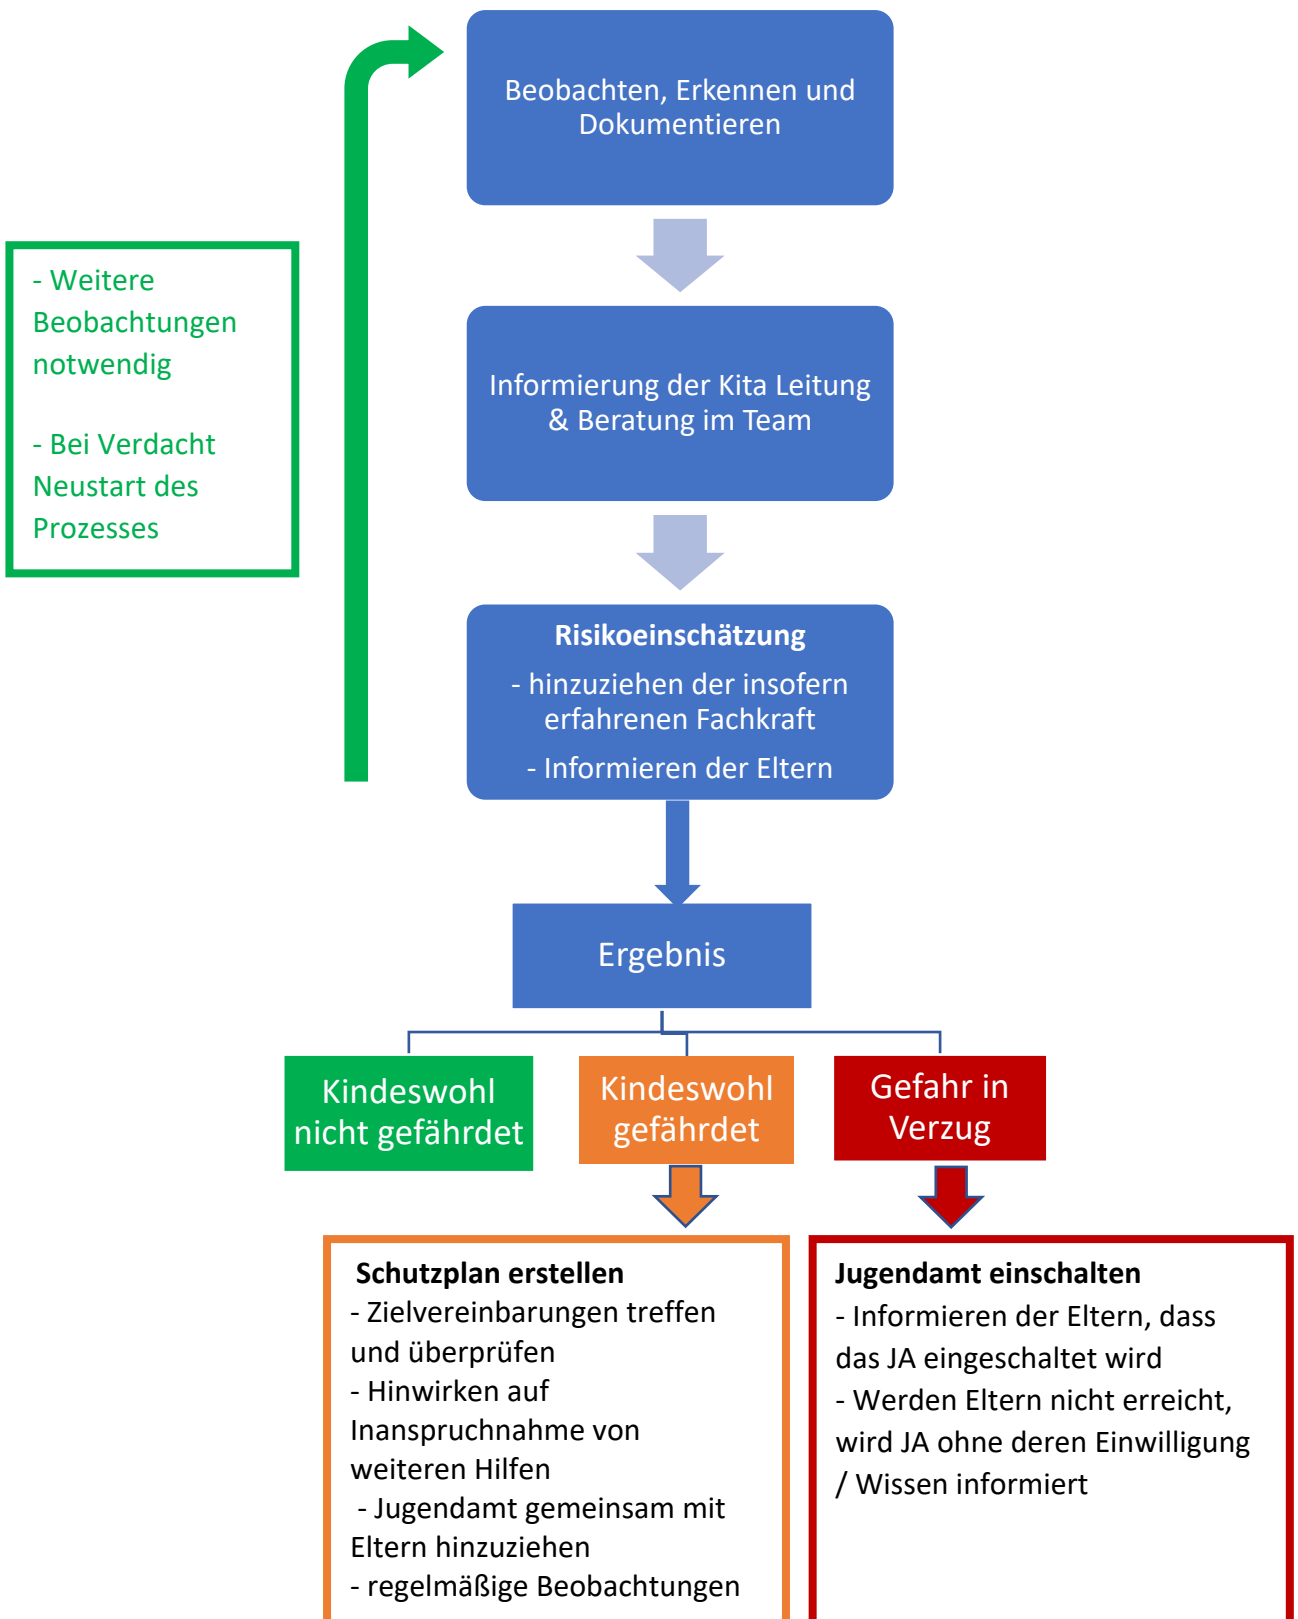 Beobachten, Erkennen und
Dokumentieren
- Weitere
Beobachtungen
notwendig
- Bei Verdacht
Neustart des
Prozesses
Informierung der Kita Leitung
& Beratung im Team
Risikoeinschätzung
- hinzuziehen der insofern
erfahrenen Fachkraft
- Informieren der Eltern
Ergebnis
Kindeswohl
nicht gefährdet
Kindeswohl
gefährdet
Gefahr in
Verzug
Schutzplan erstellen
- Zielvereinbarungen treffen
und überprüfen
- Hinwirken auf
Inanspruchnahme von
weiteren Hilfen
- Jugendamt gemeinsam mit
Eltern hinzuziehen
- regelmäßige Beobachtungen
Jugendamt einschalten
- Informieren der Eltern, dass
das JA eingeschaltet wird
- Werden Eltern nicht erreicht,
wird JA ohne deren Einwilligung
/ Wissen informiert